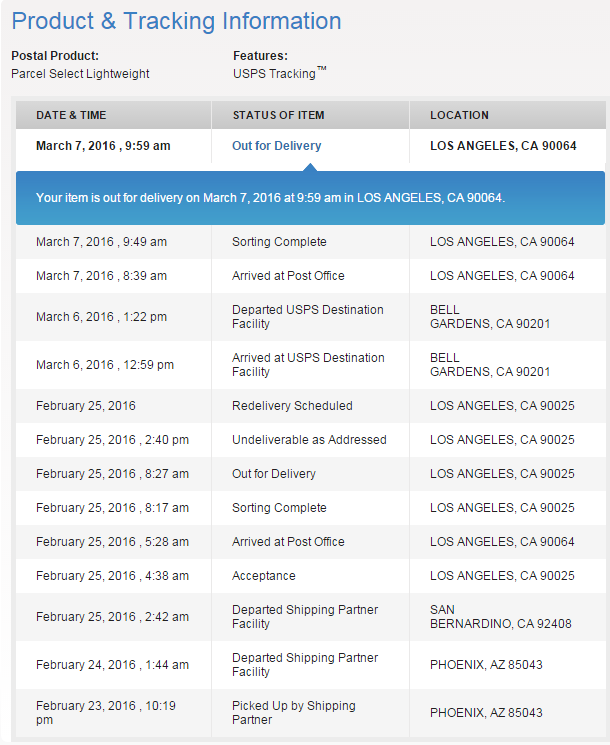 Product & Tracking Information
Postal Product:
Parcel Select Lightweight
Features:
USPS Tracking™
DATE & TIME STATUS OF ITEM LOCATION
March 7, 2016 , 9:59 am Out for Delivery LOS ANGELES, CA 90064
Your item is out for delivery on March 7, 2016 at 9:59 am in LOS ANGELES, CA 90064.
March 7, 2016 , 9:49 am Sorting Complete LOS ANGELES, CA 90064
March 7, 2016 , 8:39 am Arrived at Post Office LOS ANGELES, CA 90064
March 6, 2016 , 1:22 pm
Departed USPS Destination
Facility
BELL
GARDENS, CA 90201
March 6, 2016 , 12:59 pm
Arrived at USPS Destination
Facility
BELL
GARDENS, CA 90201
February 25, 2016 Redelivery Scheduled LOS ANGELES, CA 90025
February 25, 2016 , 2:40 pm Undeliverable as Addressed LOS ANGELES, CA 90025
February 25, 2016 , 8:27 am Out for Delivery LOS ANGELES, CA 90025
February 25, 2016 , 8:17 am Sorting Complete LOS ANGELES, CA 90025
February 25, 2016 , 5:28 am Arrived at Post Office LOS ANGELES, CA 90064
February 25, 2016 , 4:38 am Acceptance LOS ANGELES, CA 90025
February 25, 2016 , 2:42 am
Departed Shipping Partner
Facility
SAN
BERNARDINO, CA 92408
February 24, 2016 , 1:44 am
Departed Shipping Partner
Facility
PHOENIX, AZ 85043
February 23, 2016 , 10:19
pm
Picked Up by Shipping
Partner
PHOENIX, AZ 85043